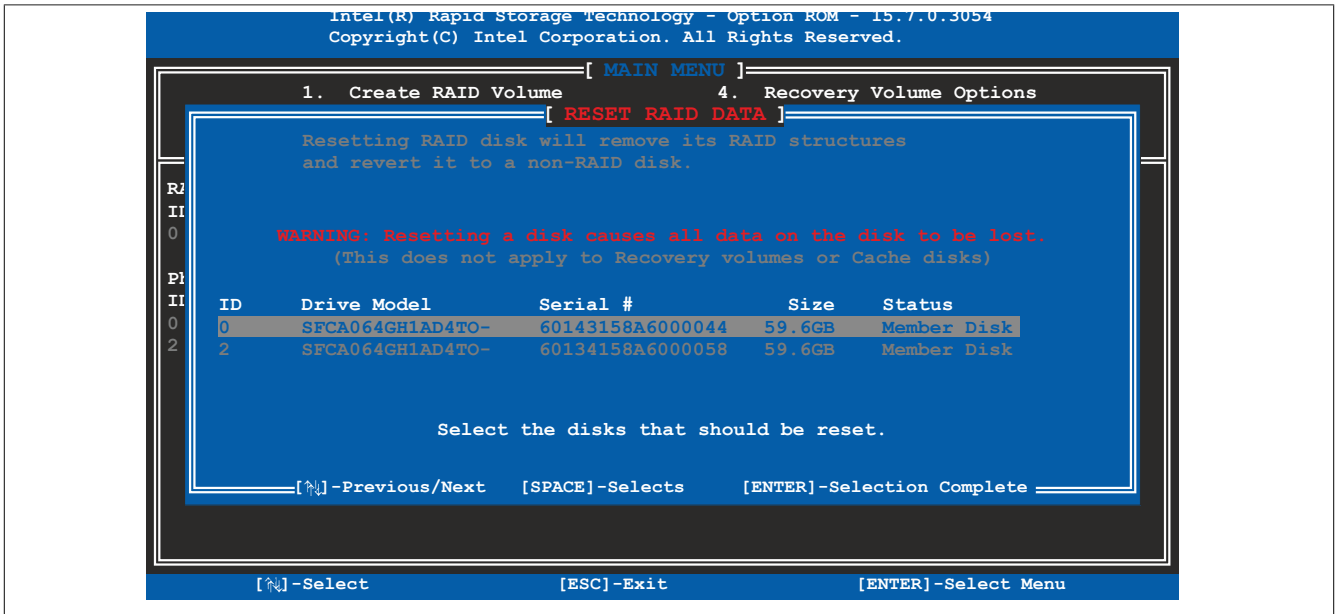 Intel(R) Rapid Storage Technology - Option ROM - 15.7.0.3054
Copyright(C) Intel Corporation. All Rights Reserved.
[ MAIN MENU ]
1. Create RAID Volume 4. Recovery Volume Options
[ RESET RAID DATA ]
Resetting RAID disk will remove its RAID structures
and revert it to a non-RAID disk.
WARNING: Resetting a disk causes all data on the disk to be lost.
(This does not apply to Recovery volumes or Cache disks)
ID Drive Model Serial # Size Status
0 0 SFCA064GH1AD4TO- 60143158A6000044 59.6GB Member Disk
2 2 SFCA064GH1AD4TO- 60134158A6000058 59.6GB Member Disk
Select the disks that should be reset.
[↑↓]-Previous/Next [SPACE]-Selects [ENTER]-Selection Complete
[↑↓]-Select [ESC]-Exit [ENTER]-Select Menu